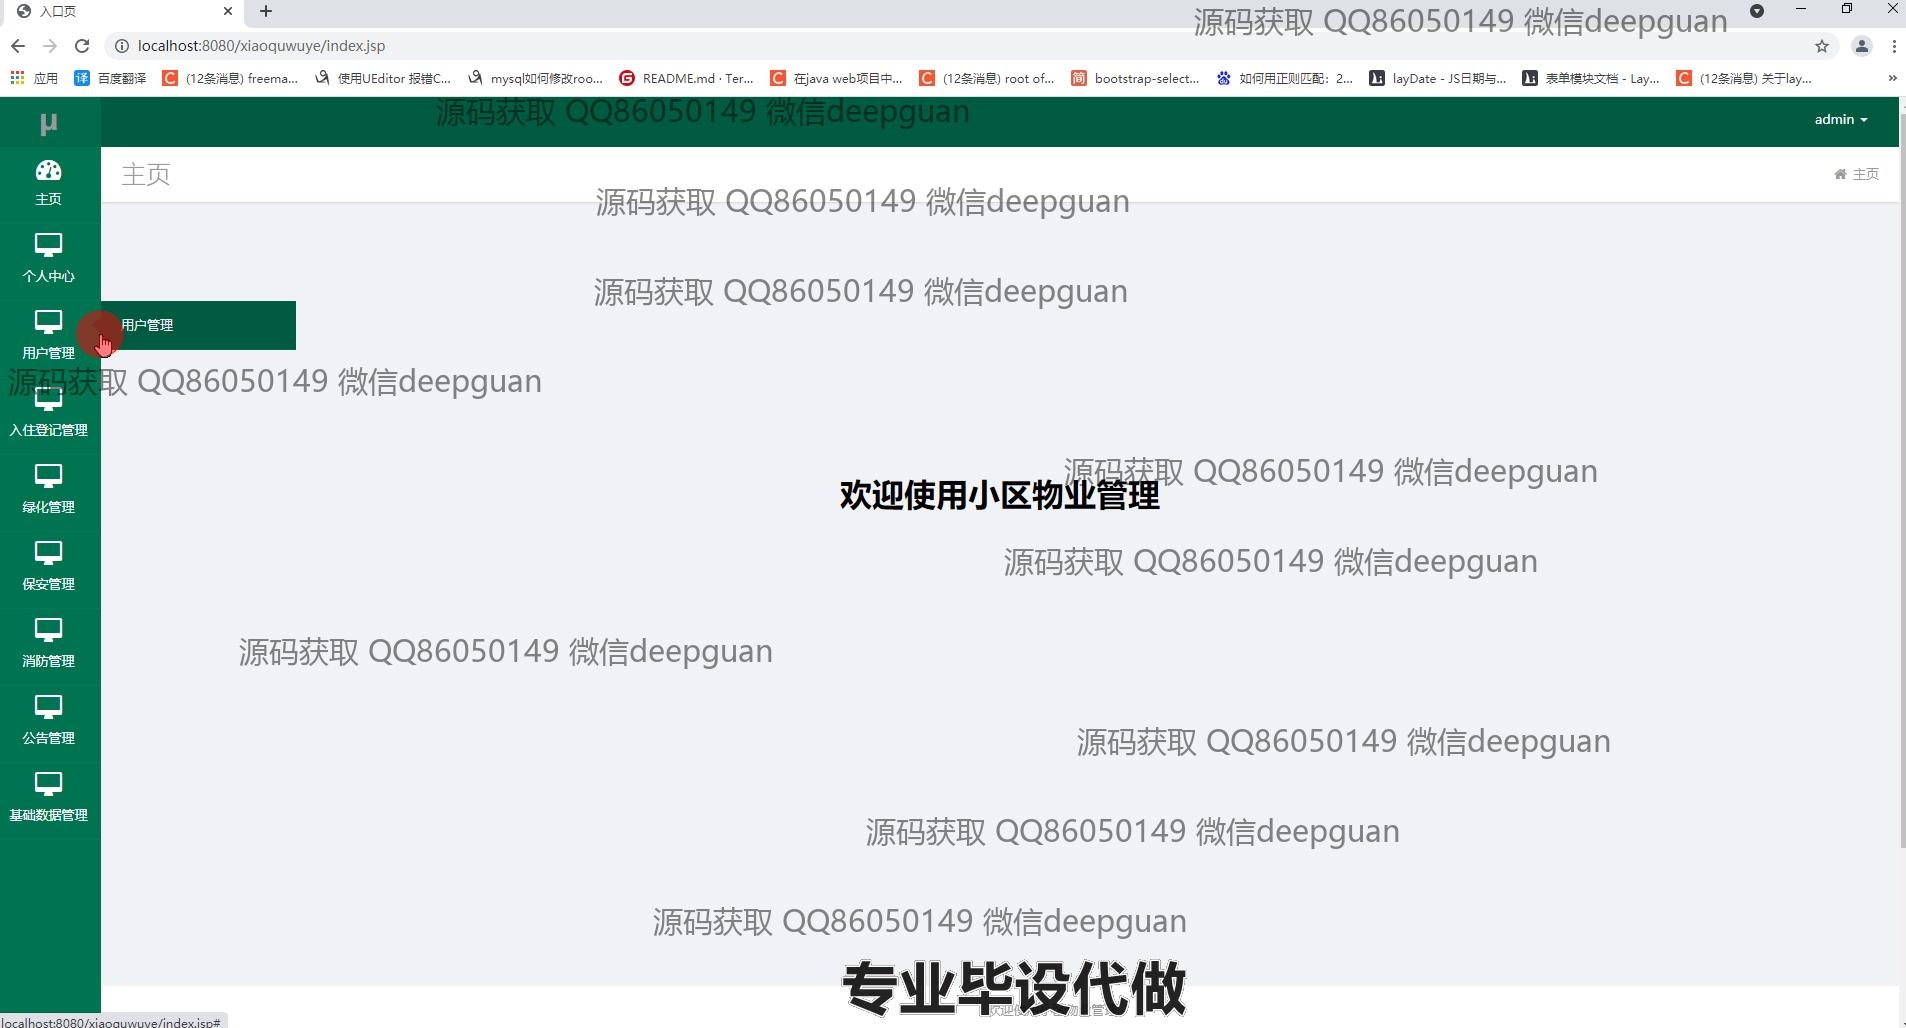 入口页
源码获取 QQ86050149 微信deepguan
localhost:8080/xiaoquwuye/index.jsp
应用 百度翻译 (12条消息) freema... 使用UEditor 报错C... mysql如何修改roo... README.md · Ter... 在java web项目中... (12条消息) root of... bootstrap-select... 如何用正则匹配：2... layDate - JS日期与... 表单模块文档 - Lay... (12条消息) 关于lay... »
源码获取 QQ86050149 微信deepguan
μ
admin
主页
主页
主页
源码获取 QQ86050149 微信deepguan
个人中心
源码获取 QQ86050149 微信deepguan
用户管理
用户管理
源码获取 QQ86050149 微信deepguan
入住登记管理
源码获取 QQ86050149 微信deepguan
欢迎使用小区物业管理
绿化管理
源码获取 QQ86050149 微信deepguan
保安管理
源码获取 QQ86050149 微信deepguan
消防管理
源码获取 QQ86050149 微信deepguan
公告管理
基础数据管理
源码获取 QQ86050149 微信deepguan
源码获取 QQ86050149 微信deepguan
专业毕设代做
localhost:8080/xiaoquwuye/index.jsp#